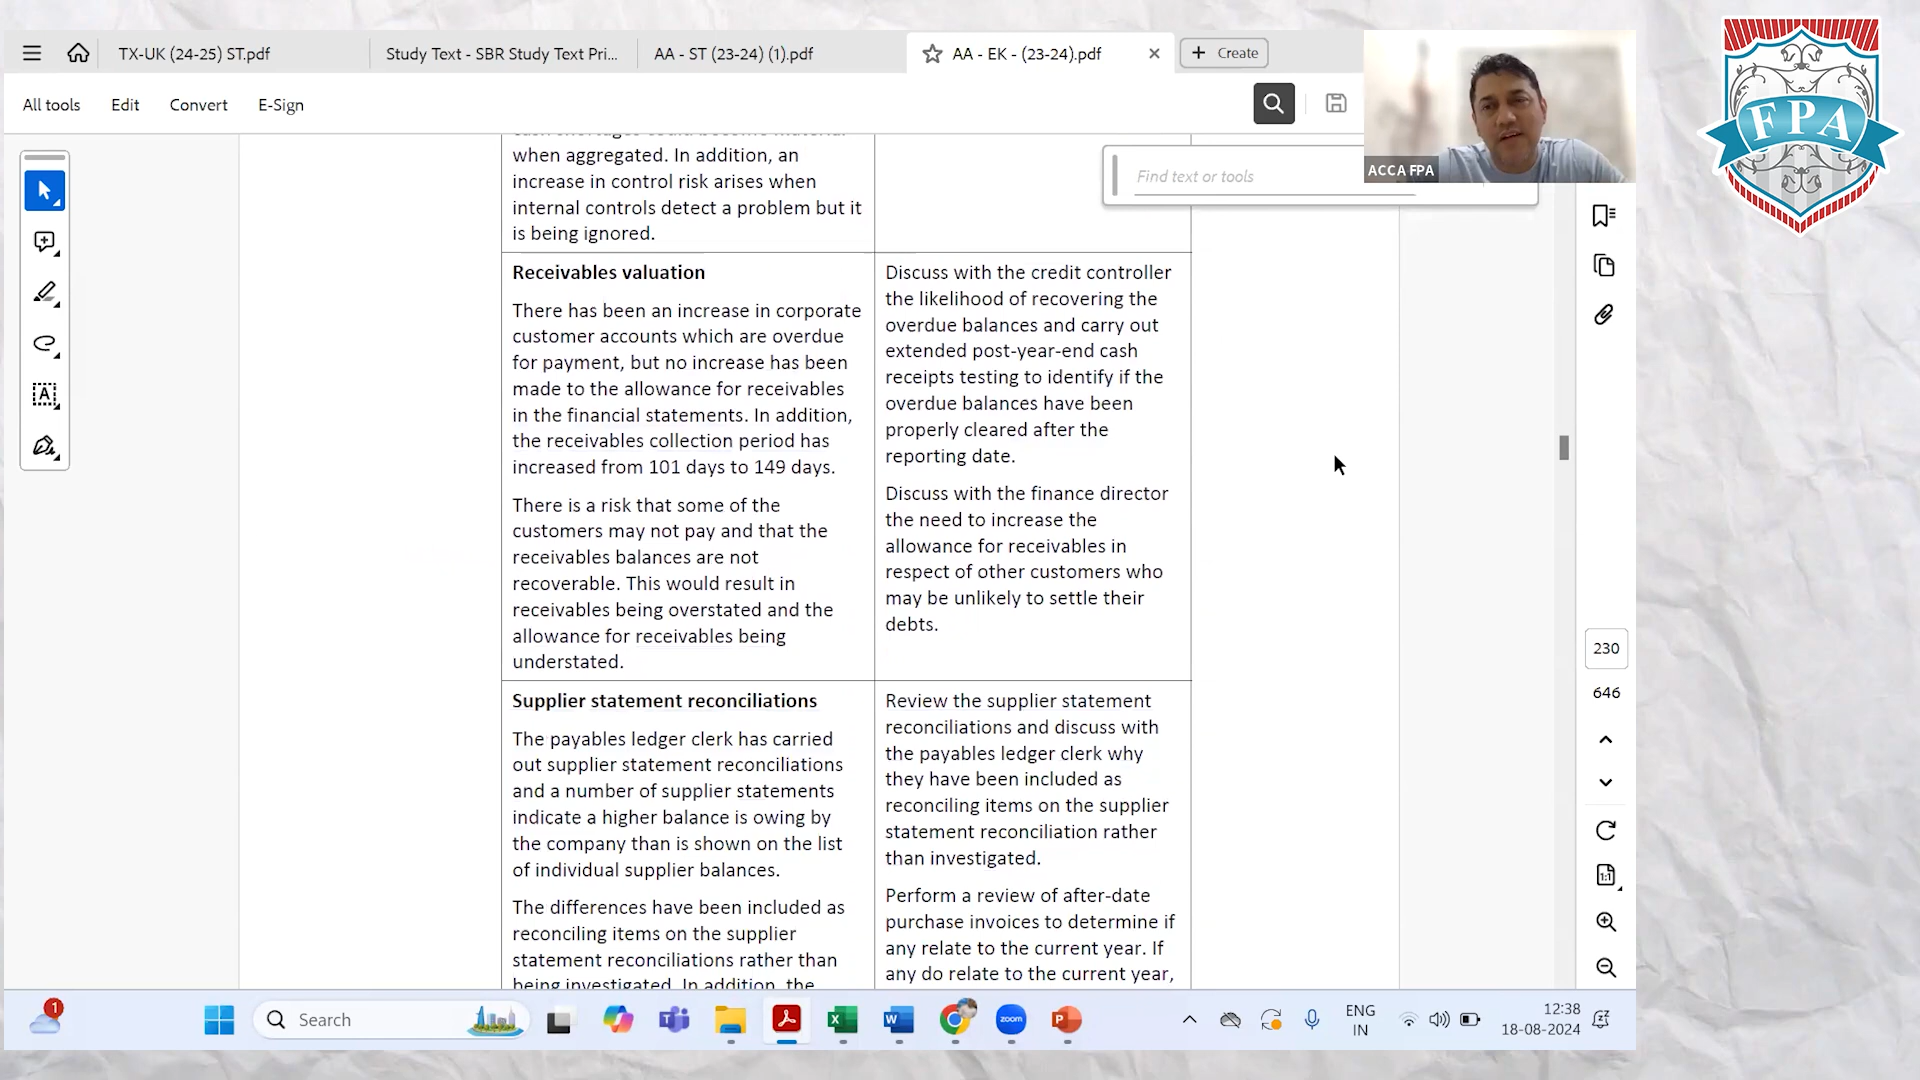 TX-UK (24-25) ST.pdf
Study Text - SBR Study Text Pri...
AA - ST (23-24) (1).pdf
AA - EK - (23-24).pdf
Create
All tools
Edit
Convert
E-Sign
Find text or tools
ACCA FPA
FPA
when aggregated. In addition, an
increase in control risk arises when
internal controls detect a problem but it
is being ignored.
Receivables valuation
There has been an increase in corporate
customer accounts which are overdue
for payment, but no increase has been
made to the allowance for receivables
in the financial statements. In addition,
the receivables collection period has
increased from 101 days to 149 days.
There is a risk that some of the
customers may not pay and that the
receivables balances are not
recoverable. This would result in
receivables being overstated and the
allowance for receivables being
understated.
Discuss with the credit controller
the likelihood of recovering the
overdue balances and carry out
extended post-year-end cash
receipts testing to identify if the
overdue balances have been
properly cleared after the
reporting date.
Discuss with the finance director
the need to increase the
allowance for receivables in
respect of other customers who
may be unlikely to settle their
debts.
Supplier statement reconciliations
The payables ledger clerk has carried
out supplier statement reconciliations
and a number of supplier statements
indicate a higher balance is owing by
the company than is shown on the list
of individual supplier balances.
The differences have been included as
reconciling items on the supplier
statement reconciliations rather than
being investigated. In addition, the
Review the supplier statement
reconciliations and discuss with
the payables ledger clerk why
they have been included as
reconciling items on the supplier
statement reconciliation rather
than investigated.
Perform a review of after-date
purchase invoices to determine if
any relate to the current year. If
any do relate to the current year,
230
646
1:1
1
Search
zoom
ENG
IN
12:38
18-08-2024